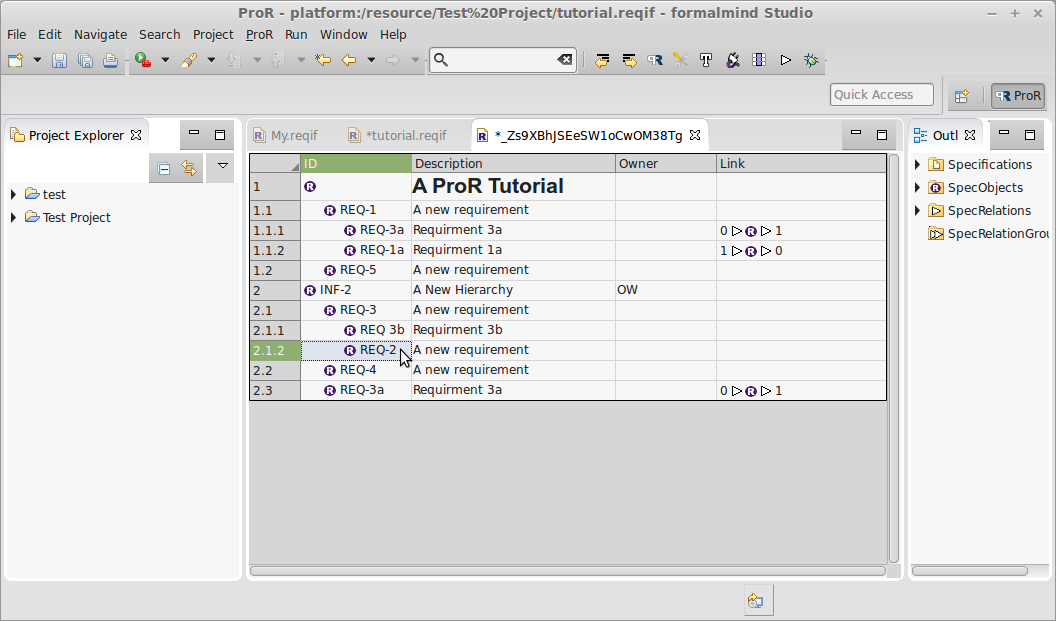 ProR - platform:/resource/Test%20Project/tutorial.reqif - formalmind Studio
File Edit Navigate Search Project ProR Run Window Help
Quick Access
ProR
Project Explorer
test
Test Project
My.reqif *tutorial.reqif *_Zs9XBhJSEeSW1oCwOM38Tg
ID Description Owner Link
1 A ProR Tutorial
1.1 REQ-1 A new requirement
1.1.1 REQ-3a Requirment 3a 0 1
1.1.2 REQ-1a Requirment 1a 1 0
1.2 REQ-5 A new requirement
2 INF-2 A New Hierarchy OW
2.1 REQ-3 A new requirement
2.1.1 REQ 3b Requirment 3b
2.1.2 REQ-2 A new requirement
2.2 REQ-4 A new requirement
2.3 REQ-3a Requirment 3a 0 1
Outl
Specifications
SpecObjects
SpecRelations
SpecRelationGrou